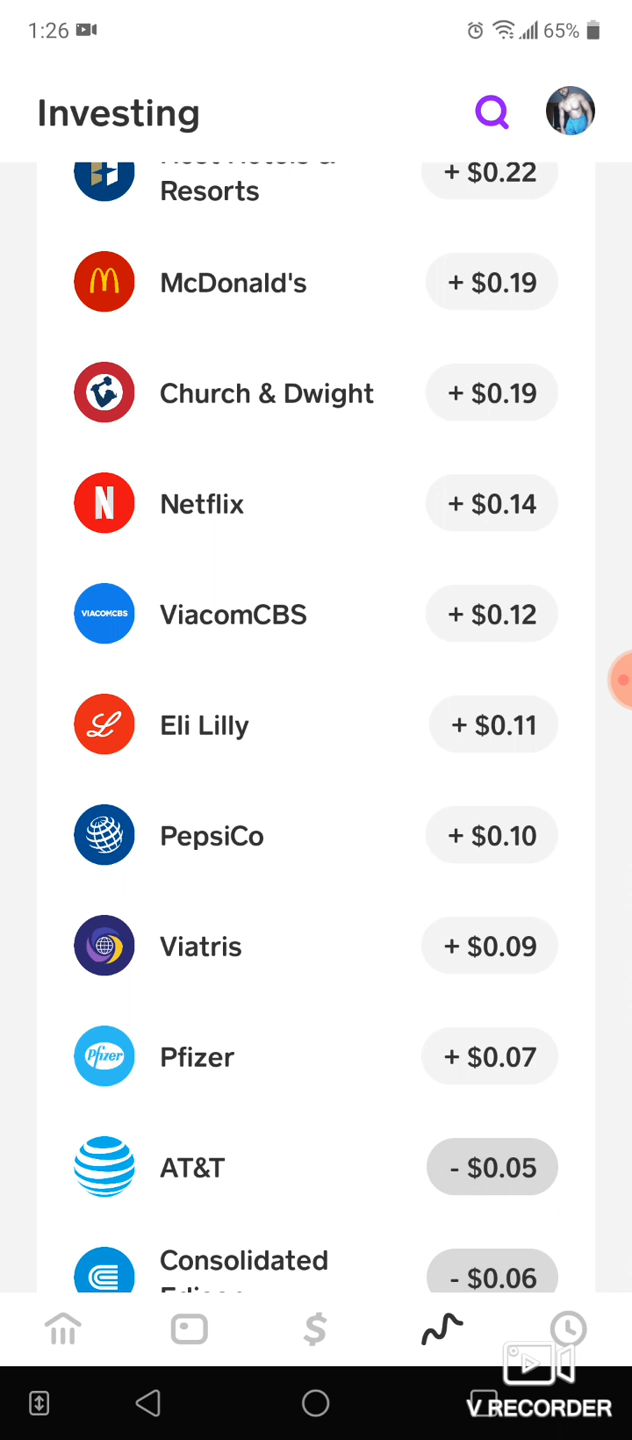 1:26
65%
Investing
Resorts
+ $0.22
McDonald's
+ $0.19
Church & Dwight
+ $0.19
N
Netflix
+ $0.14
VIACOMCBS
ViacomCBS
+ $0.12
L
Eli Lilly
+ $0.11
PepsiCo
+ $0.10
Viatris
+ $0.09
Pfizer
Pfizer
+ $0.07
AT&T
- $0.05
Consolidated
- $0.06
$
V RECORDER